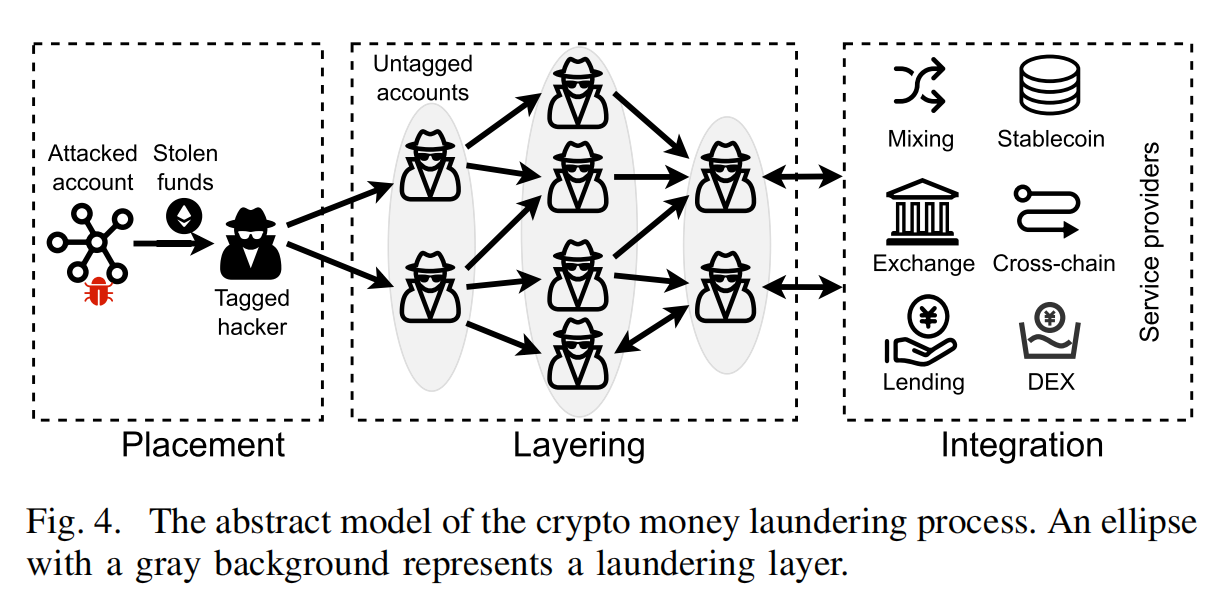 Attacked
account
Stolen
funds
Tagged
hacker
Placement
Untagged
accounts
Layering
Mixing
Stablecoin
Exchange
Cross-chain
¥
Lending
¥
DEX
Service providers
Integration
Fig. 4. The abstract model of the crypto money laundering process. An ellipse
with a gray background represents a laundering layer.